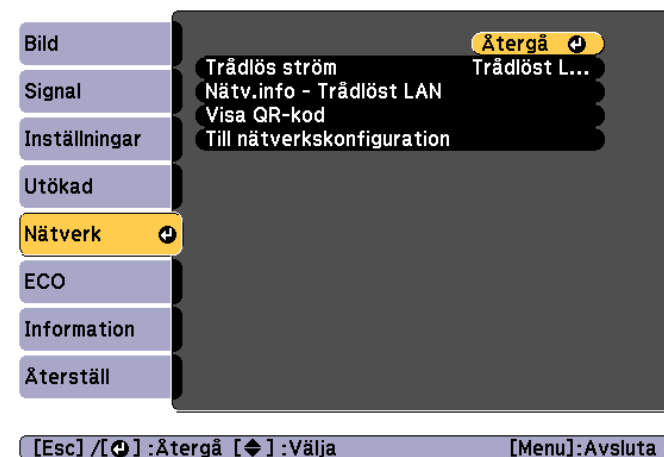 Bild
Signal
Inställningar
Utökad
Nätverk
ECO
Information
Återställ
Återgå
Trådlös ström Trådlöst L...
Nätv.info - Trådlöst LAN
Visa QR-kod
Till nätverkskonfiguration
[Esc] /[ ] :Återgå [ ] :Välja [Menu]:Avsluta